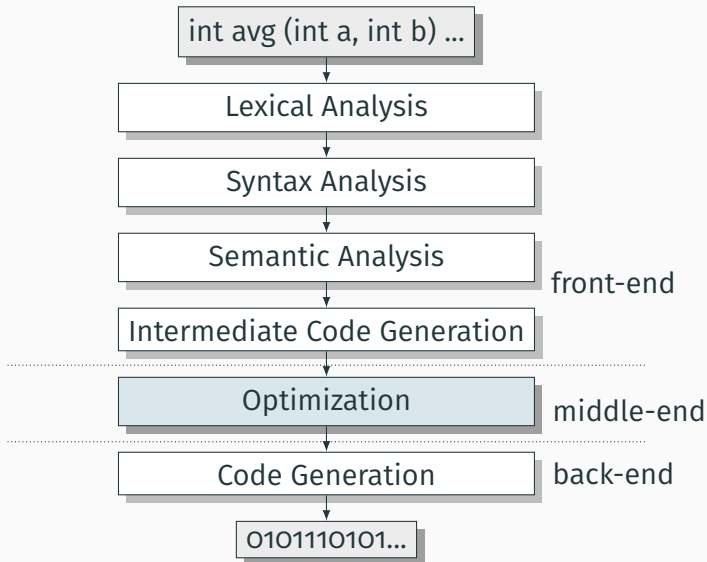 int avg (int a, int b) ...
Lexical Analysis
Syntax Analysis
Semantic Analysis
front-end
Intermediate Code Generation
Optimization
middle-end
Code Generation
back-end
0101110101...